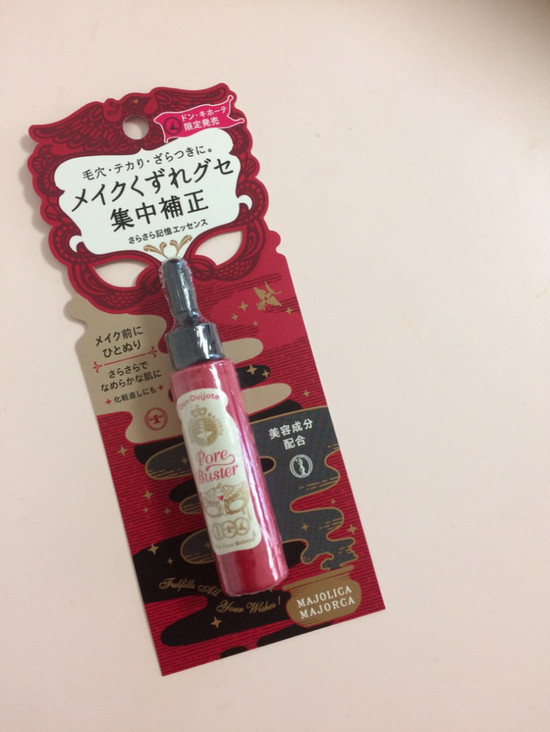 ドン・キホーテ
限定発売
毛穴・テカリ・ざらつきに。
メイクくずれグセ
集中補正
さらさら記憶エッセンス
メイク前に
ひとぬり
さらさらで
なめらかな肌に
化粧直しにも
美容成分
配合
Don Quijote
Pore
Buster
Fulfills All
Your Wishes!
MAJOLICA
MAJORCA